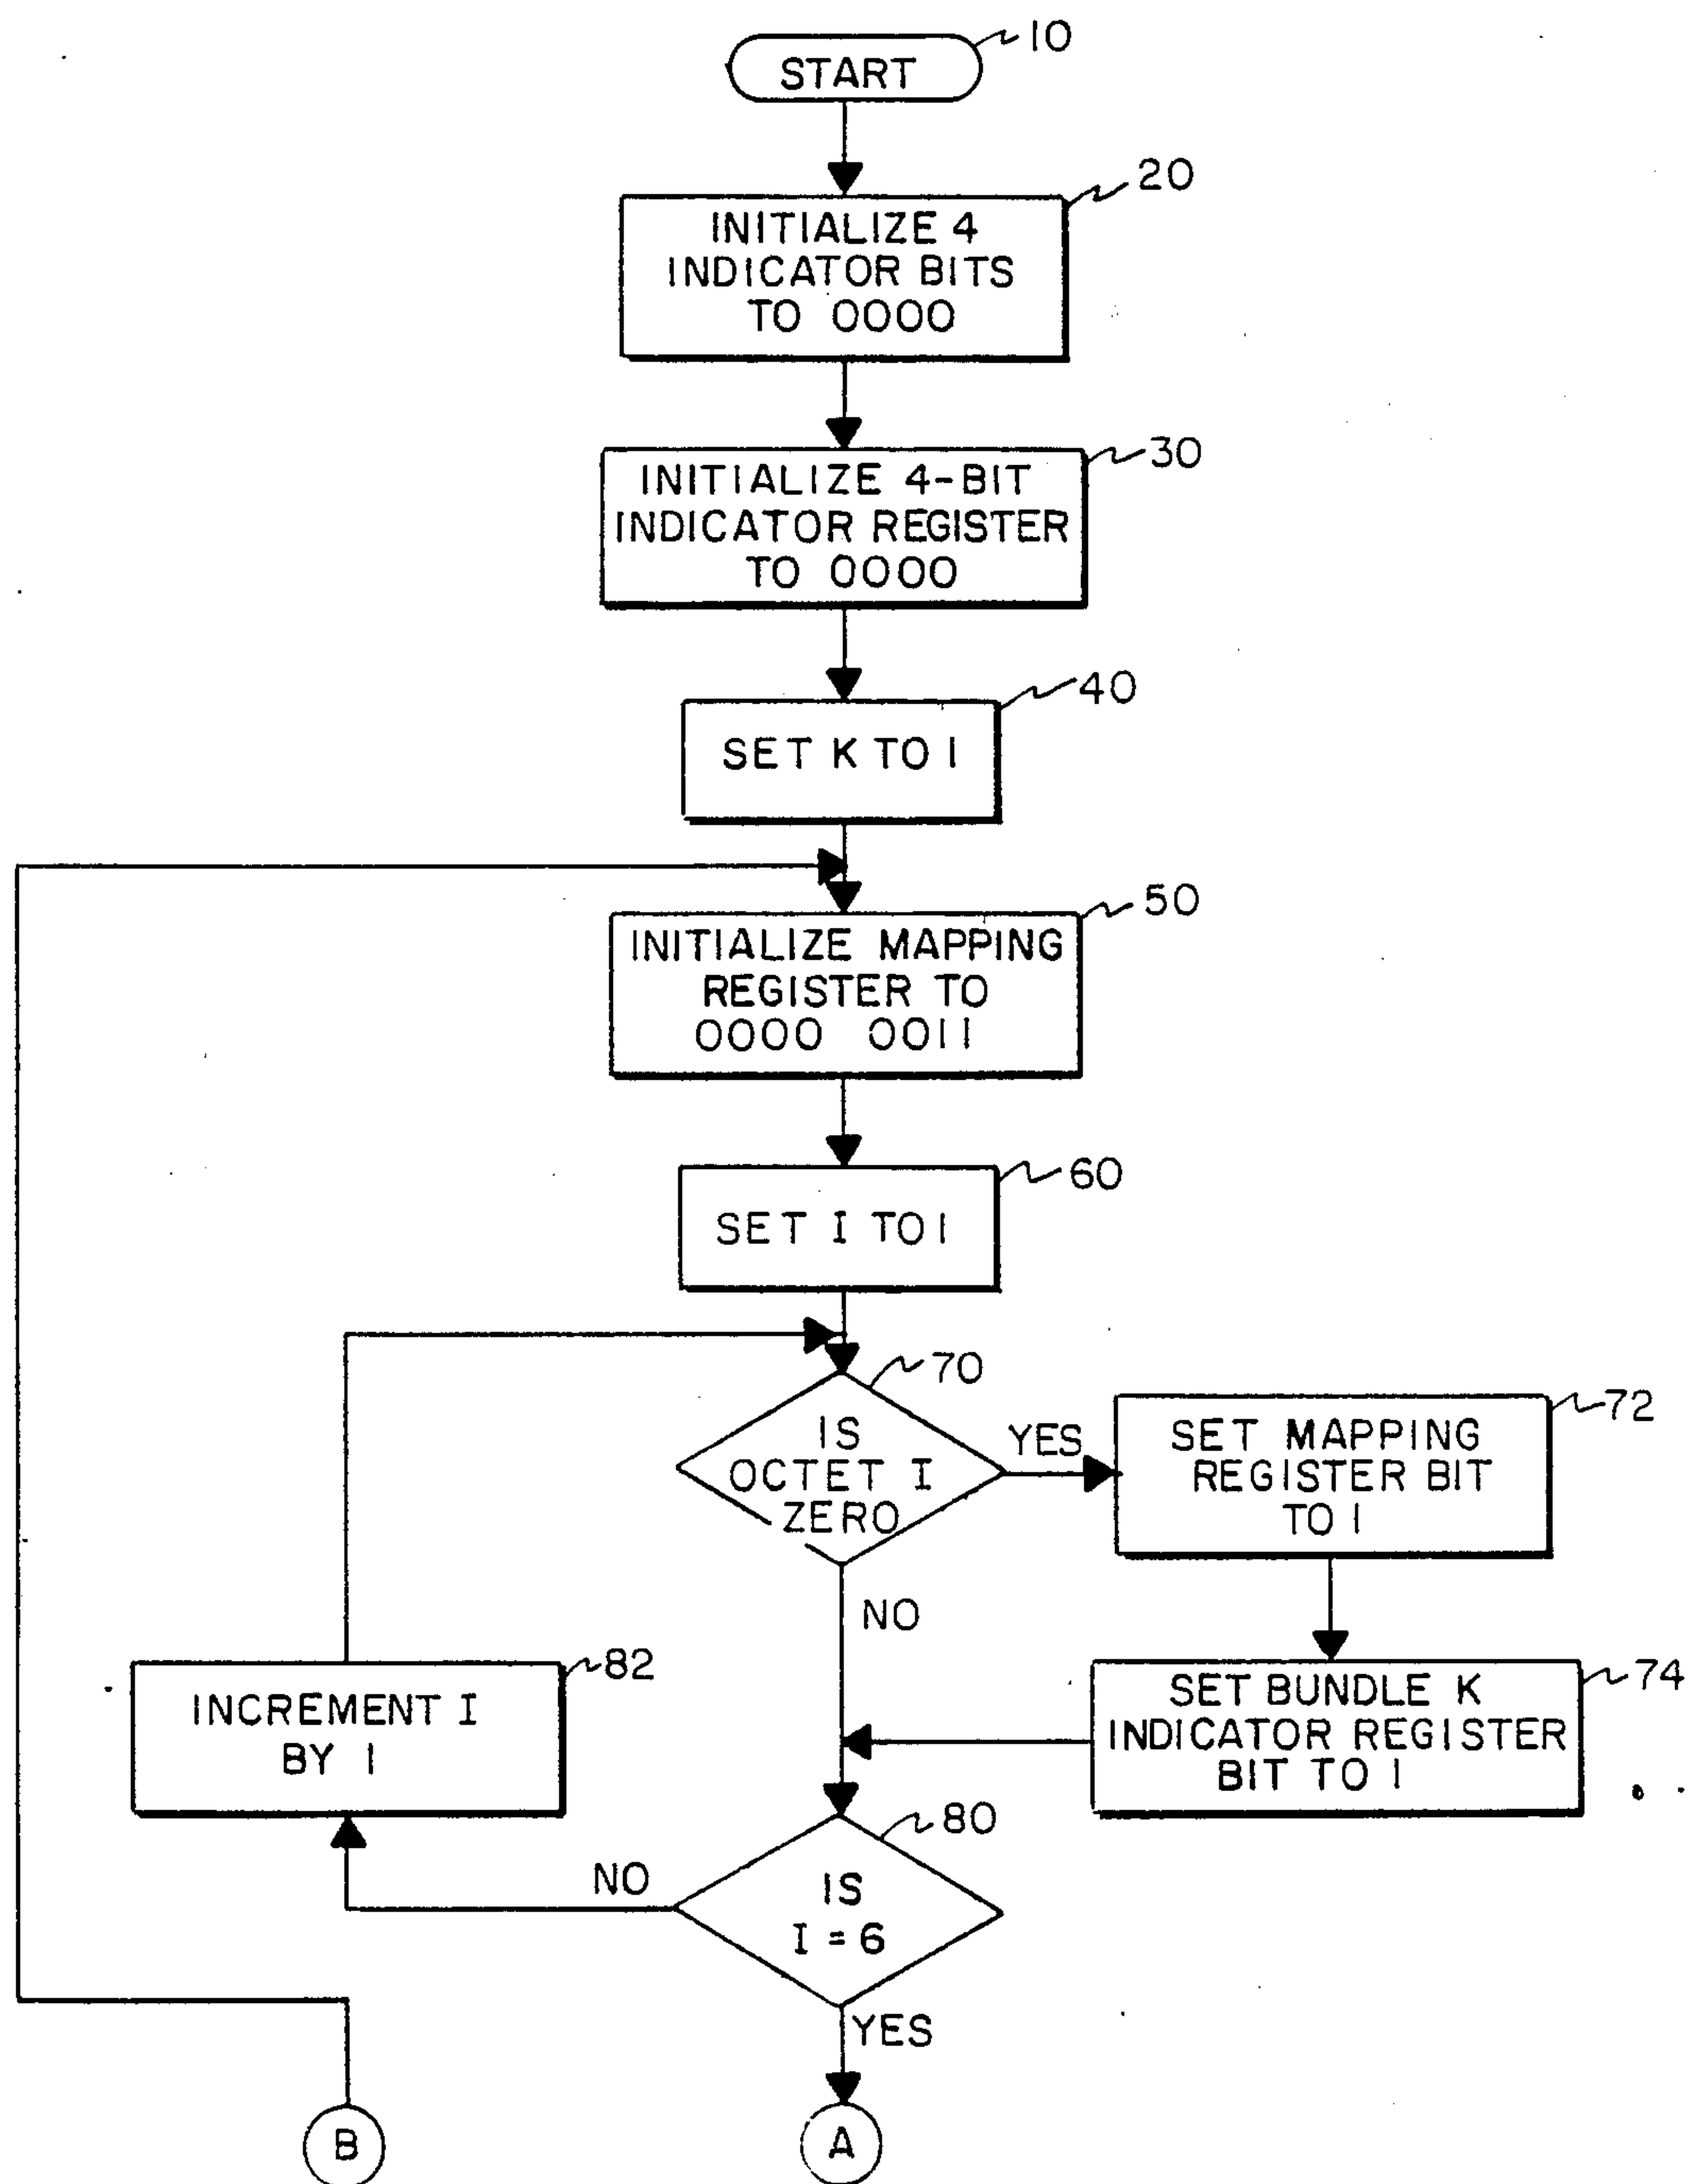 10
START
20
INITIALIZE 4
INDICATOR BITS
TO 0000
30
INITIALIZE 4-BIT
INDICATOR REGISTER
TO 0000
40
SET K TO 1
50
INITIALIZE MAPPING
REGISTER TO
0000 0011
60
SET I TO 1
70
IS
OCTET I
ZERO
YES
72
SET MAPPING
REGISTER BIT
TO 1
NO
82
INCREMENT I
BY 1
74
SET BUNDLE K
INDICATOR REGISTER
BIT TO 1
80
NO
IS
I = 6
YES
B
A